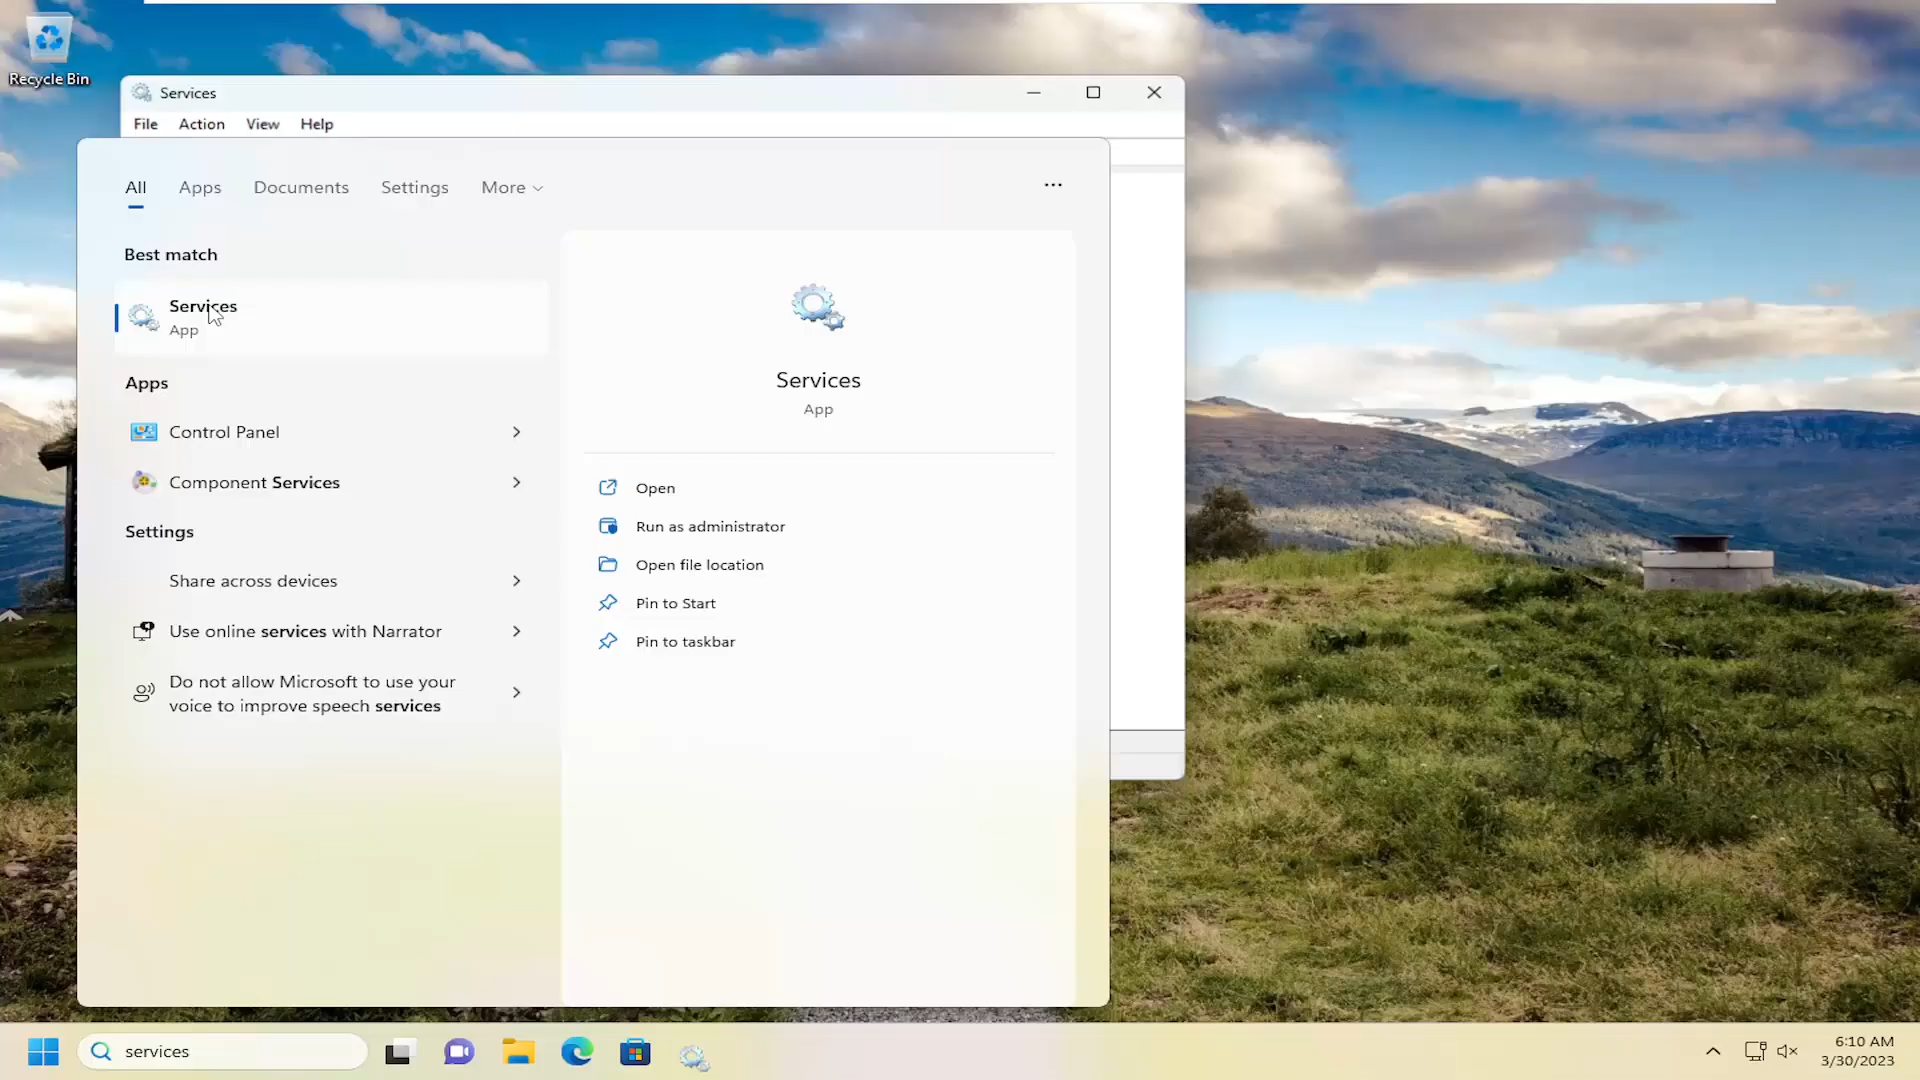 Recycle Bin
Services
File Action View Help
All Apps Documents Settings More
Best match
Services
App
Apps
Control Panel
Component Services
Settings
Share across devices
Use online services with Narrator
Do not allow Microsoft to use your
voice to improve speech services
Services
App
Open
Run as administrator
Open file location
Pin to Start
Pin to taskbar
services
6:10 AM
3/30/2023